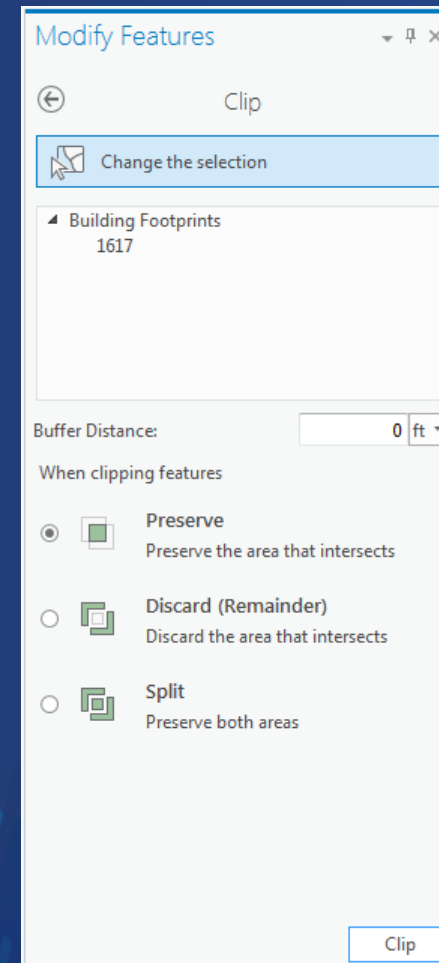 Modify Features
Clip
Change the selection
Building Footprints
1617
Buffer Distance: 0 ft
When clipping features
Preserve
Preserve the area that intersects
Discard (Remainder)
Discard the area that intersects
Split
Preserve both areas
Clip